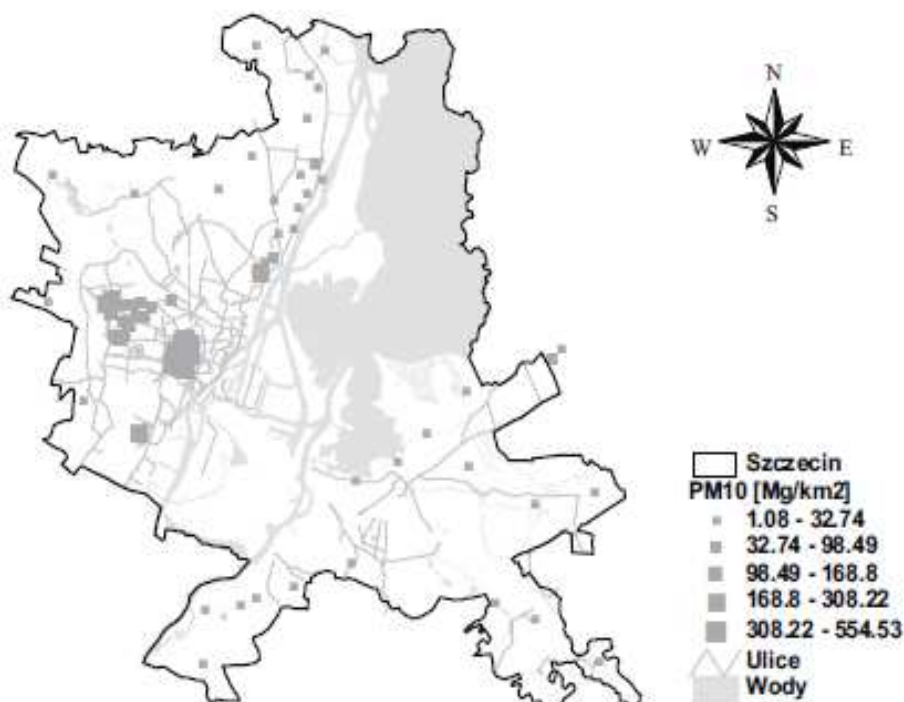 N
W E
S
Szczecin
PM10 [Mg/km2]
1.08 - 32.74
32.74 - 98.49
98.49 - 168.8
168.8 - 308.22
308.22 - 554.53
Ulice
Wody